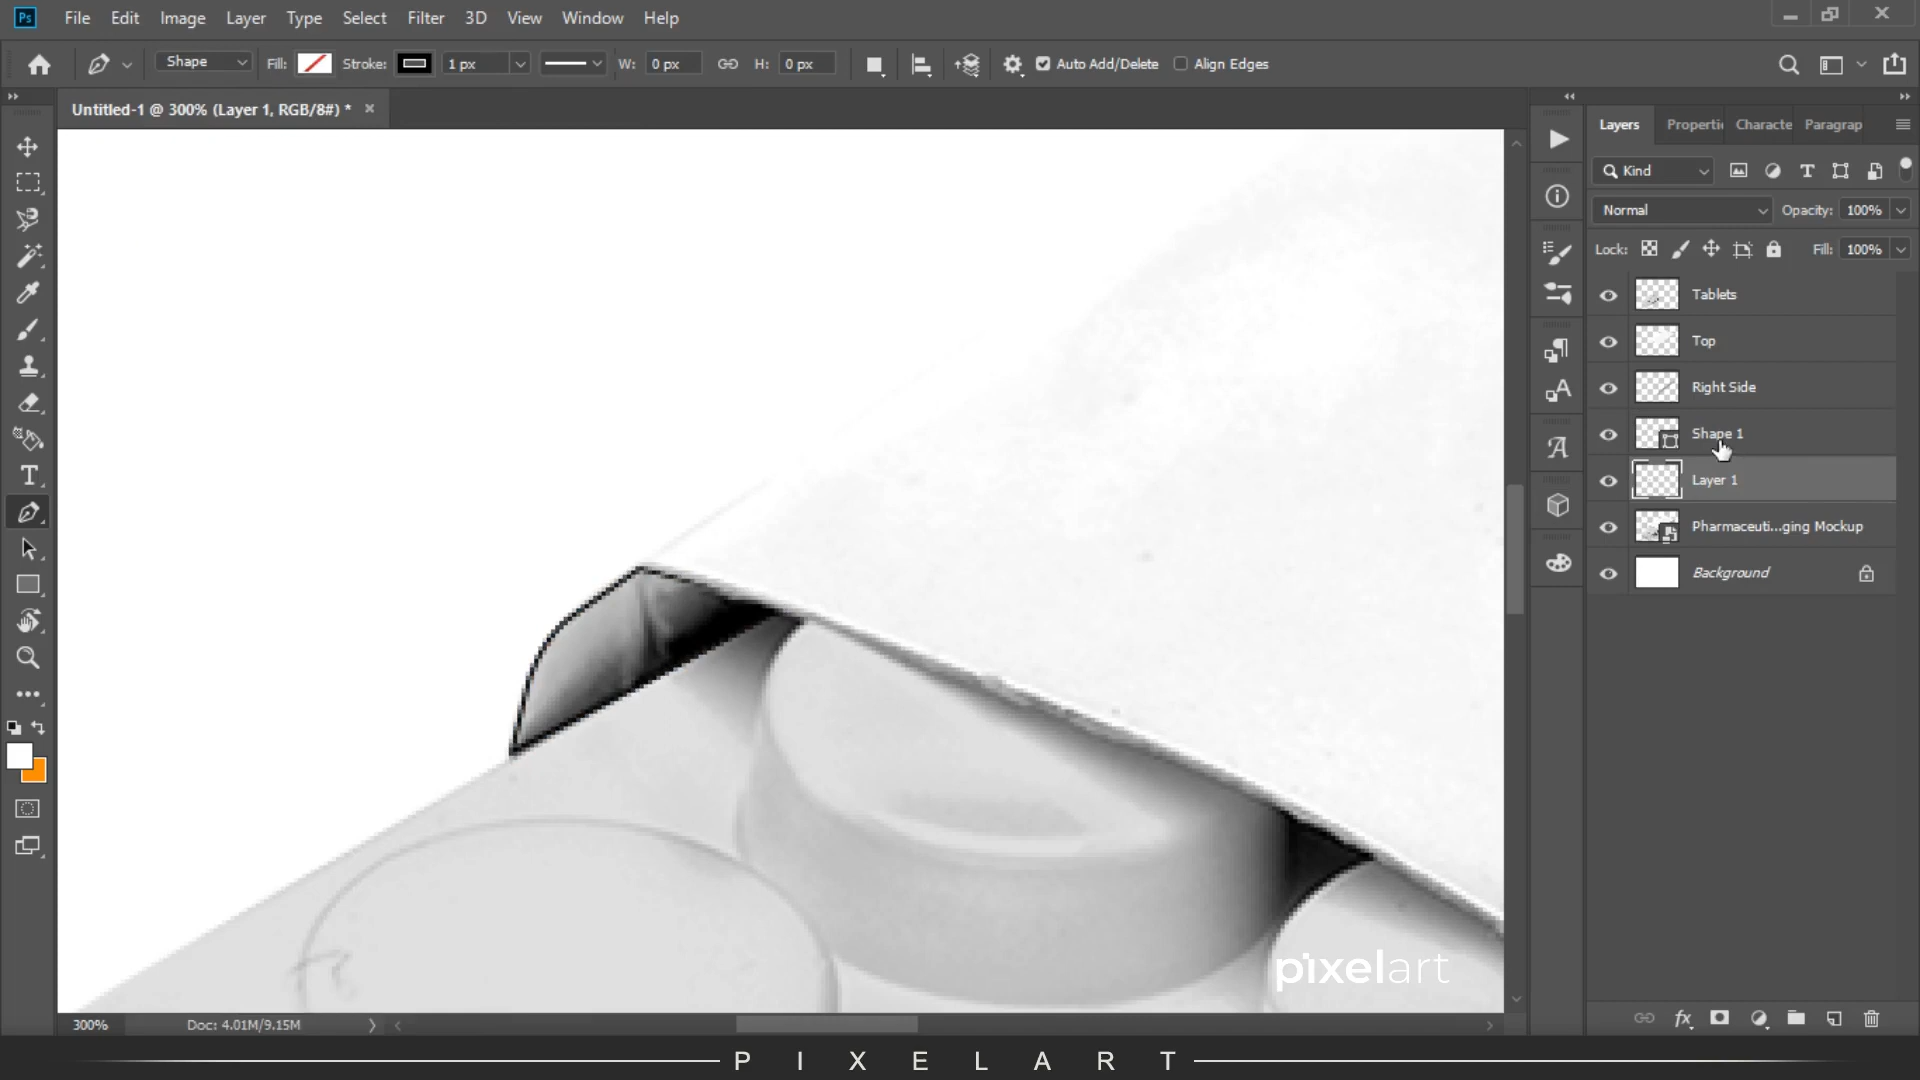 Ps File Edit Image Layer Type Select Filter 3D View Window Help
Shape Fill: Stroke: 1 px W: 0 px H: 0 px Auto Add/Delete Align Edges
Untitled-1 @ 300% (Layer 1, RGB/8#) * ×
Layers Properti Characte Paragrap
Kind
Normal Opacity: 100%
Lock: Fill: 100%
Tablets
Top
Right Side
Shape 1
Layer 1
Pharmaceuti...ging Mockup
Background
pixelart
300% Doc: 4.01M/9.15M
PIXELART